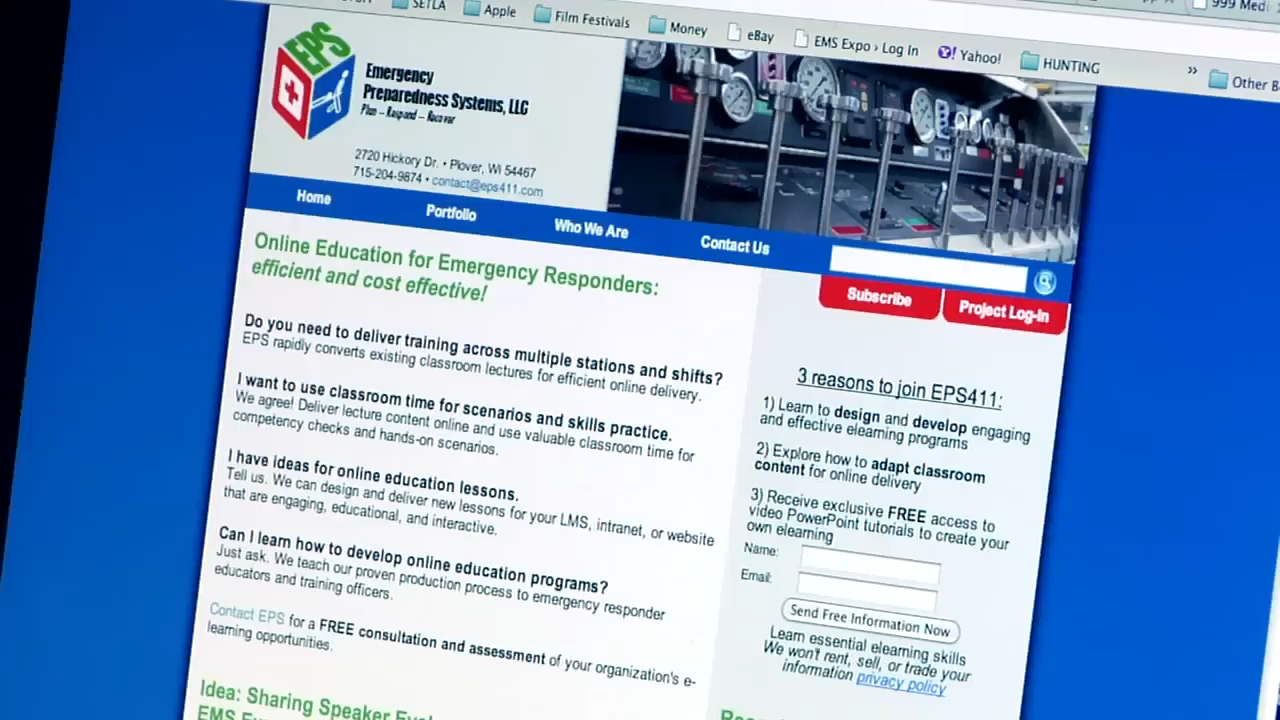 SETLA
Apple
Film Festivals
Money
eBay
EMS Expo › Log In
Yahoo!
HUNTING
»
Other B
999 Medi
EPS
Emergency
Preparedness Systems, LLC
Plan – Respond – Recover
2720 Hickory Dr. • Plover, WI 54467
715-204-9874 • contact@eps411.com
Home
Portfolio
Who We Are
Contact Us
Subscribe
Project Log-In
Online Education for Emergency Responders:
efficient and cost effective!
Do you need to deliver training across multiple stations and shifts?
EPS rapidly converts existing classroom lectures for efficient online delivery.
I want to use classroom time for scenarios and skills practice.
We agree! Deliver lecture content online and use valuable classroom time for
competency checks and hands-on scenarios.
I have ideas for online education lessons.
Tell us. We can design and deliver new lessons for your LMS, intranet, or website
that are engaging, educational, and interactive.
Can I learn how to develop online education programs?
Just ask. We teach our proven production process to emergency responder
educators and training officers.
Contact EPS for a FREE consultation and assessment of your organization's e-
learning opportunities.
Idea: Sharing Speaker
EMS
3 reasons to join EPS411:
1) Learn to design and develop engaging
and effective elearning programs
2) Explore how to adapt classroom
content for online delivery
3) Receive exclusive FREE access to
video PowerPoint tutorials to create your
own elearning
Name:
Email:
Send Free Information Now
Learn essential elearning skills
We won't rent, sell, or trade your
information privacy policy